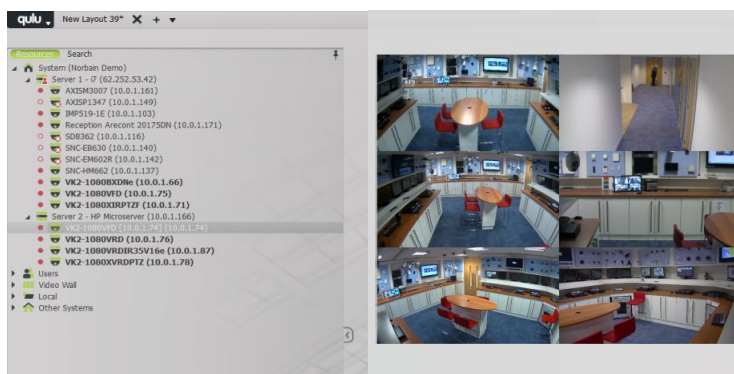 qulu
New Layout 39*
Resources Search
System (Norbain Demo)
Server 1 - i7 (62.252.53.42)
AXISM3007 (10.0.1.161)
AXISP1347 (10.0.1.149)
IMP519-1E (10.0.1.103)
Reception Arecont 20175DN (10.0.1.171)
SD8362 (10.0.1.116)
SNC-EB630 (10.0.1.140)
SNC-EM602R (10.0.1.142)
SNC-HM662 (10.0.1.137)
VK2-1080BXDNe (10.0.1.66)
VK2-1080VFD (10.0.1.75)
VK2-1080XIRPTZF (10.0.1.71)
Server 2 - HP Microserver (10.0.1.166)
VK2-1080VFD [10.0.1.74] (10.0.1.74)
VK2-1080VRD (10.0.1.76)
VK2-1080VRDIR35V16e (10.0.1.87)
VK2-1080XVRDPTZ (10.0.1.78)
Users
Video Wall
Local
Other Systems